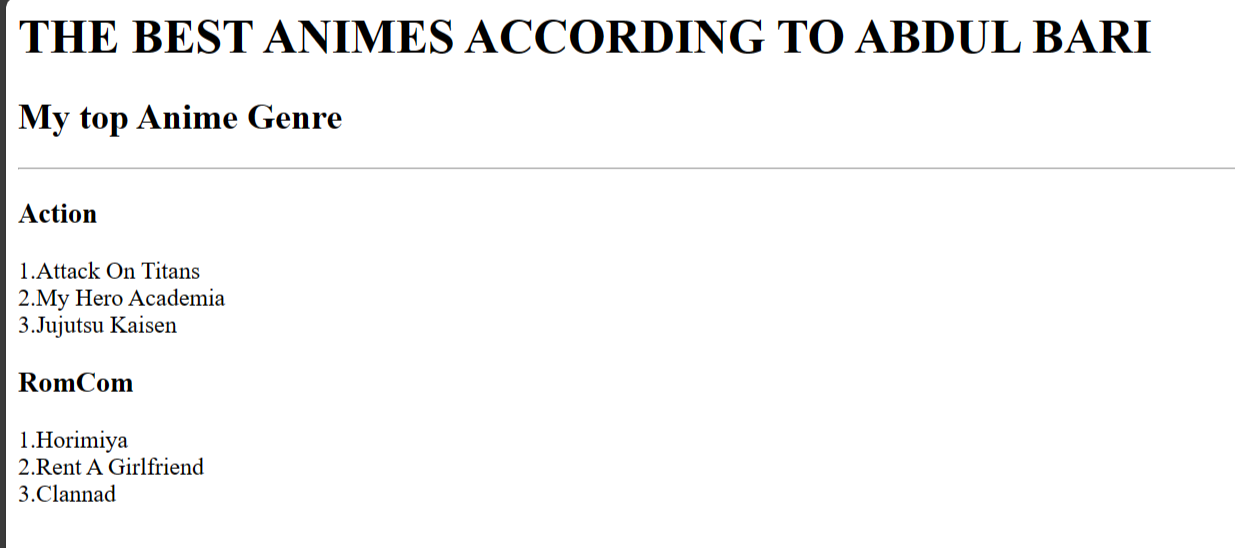 THE BEST ANIMES ACCORDING TO ABDUL BARI
My top Anime Genre
Action
1.Attack On Titans
2.My Hero Academia
3.Jujutsu Kaisen
RomCom
1.Horimiya
2.Rent A Girlfriend
3.Clannad